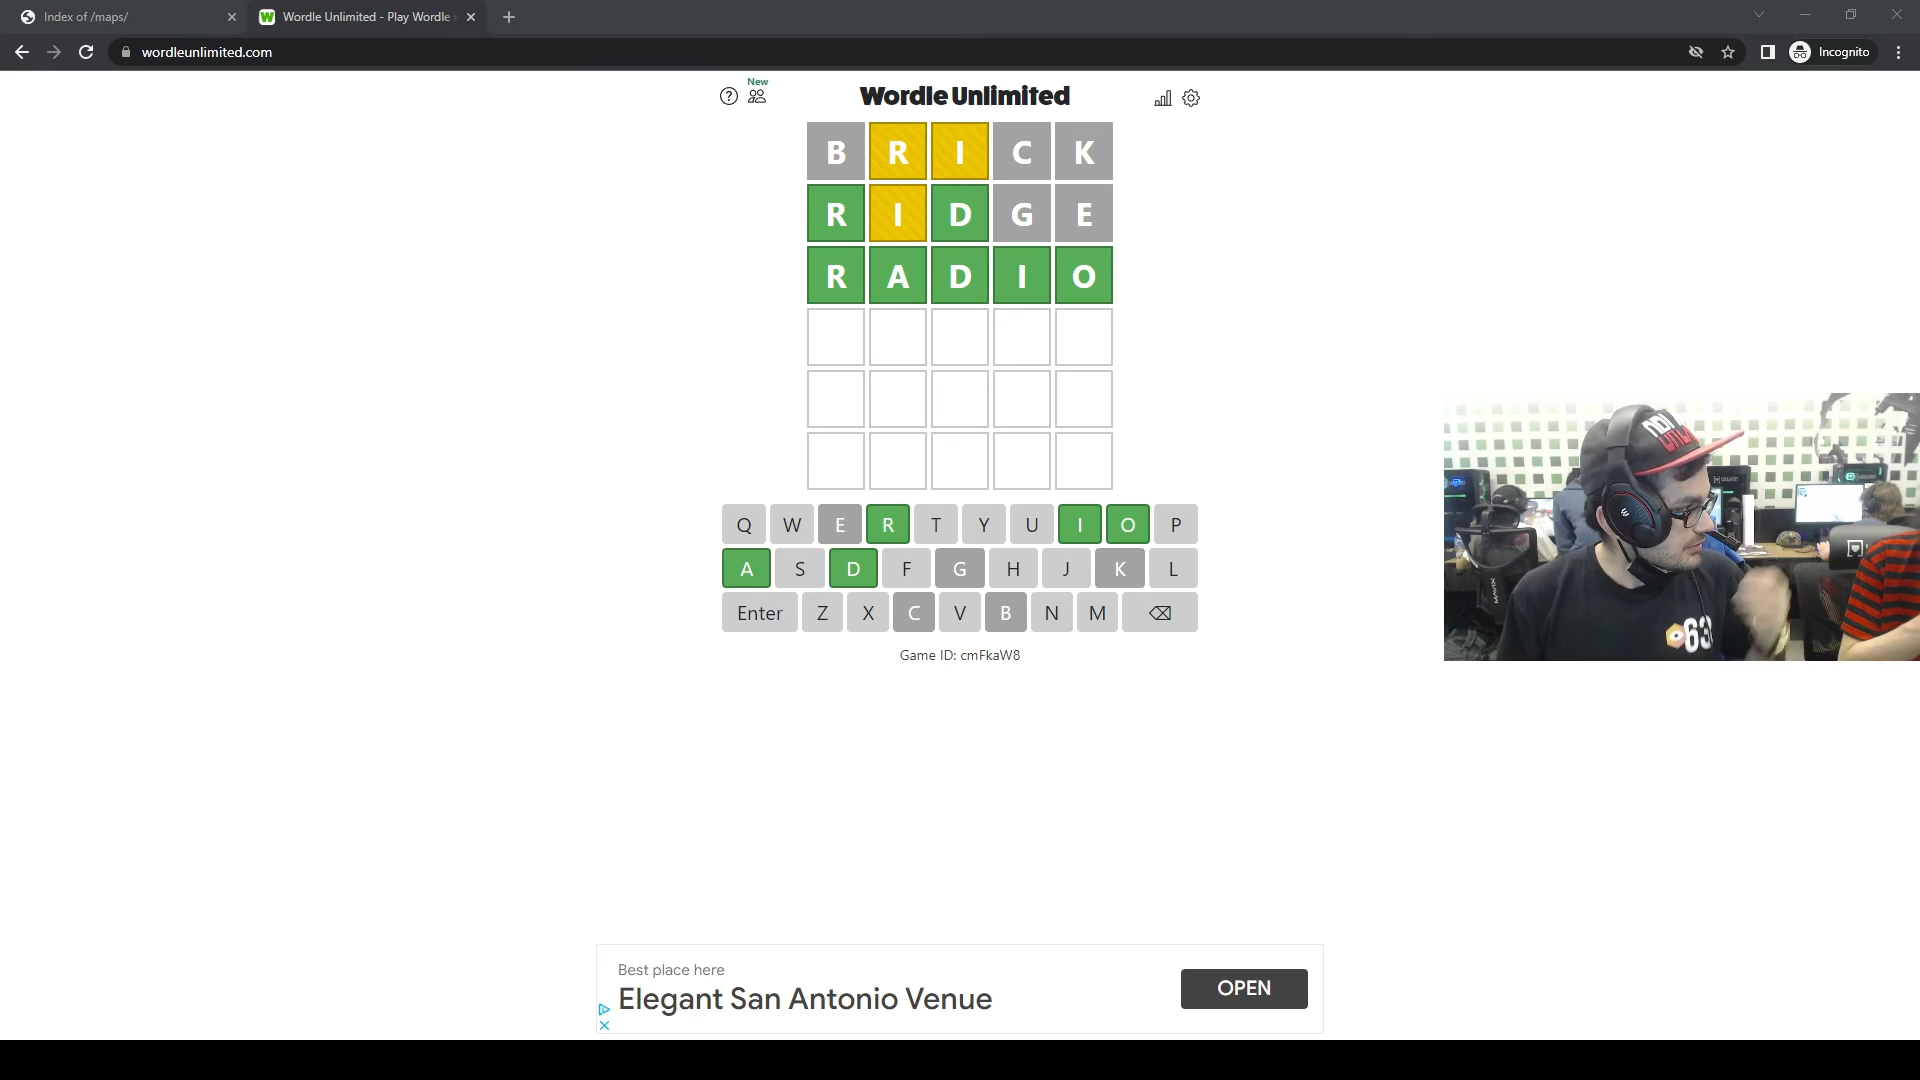 Index of /maps/
Wordle Unlimited - Play Wordle
wordleunlimited.com
Incognito
New
Wordle Unlimited
B R I C K
R I D G E
R A D I O
Q W E R T Y U I O P
A S D F G H J K L
Enter Z X C V B N M
Game ID: cmFkaW8
63
Best place here
Elegant San Antonio Venue
OPEN